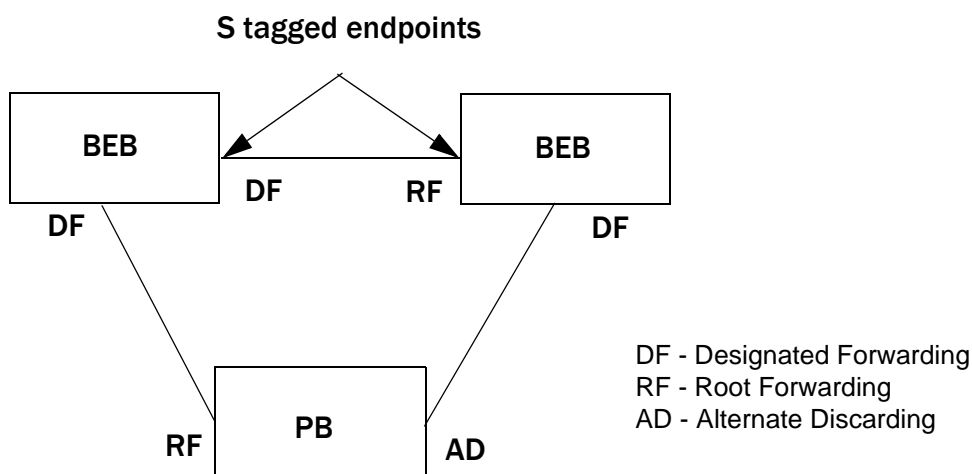 S tagged endpoints
BEB
BEB
DF
RF
DF
DF
DF - Designated Forwarding
RF - Root Forwarding
AD - Alternate Discarding
PB
RF
AD